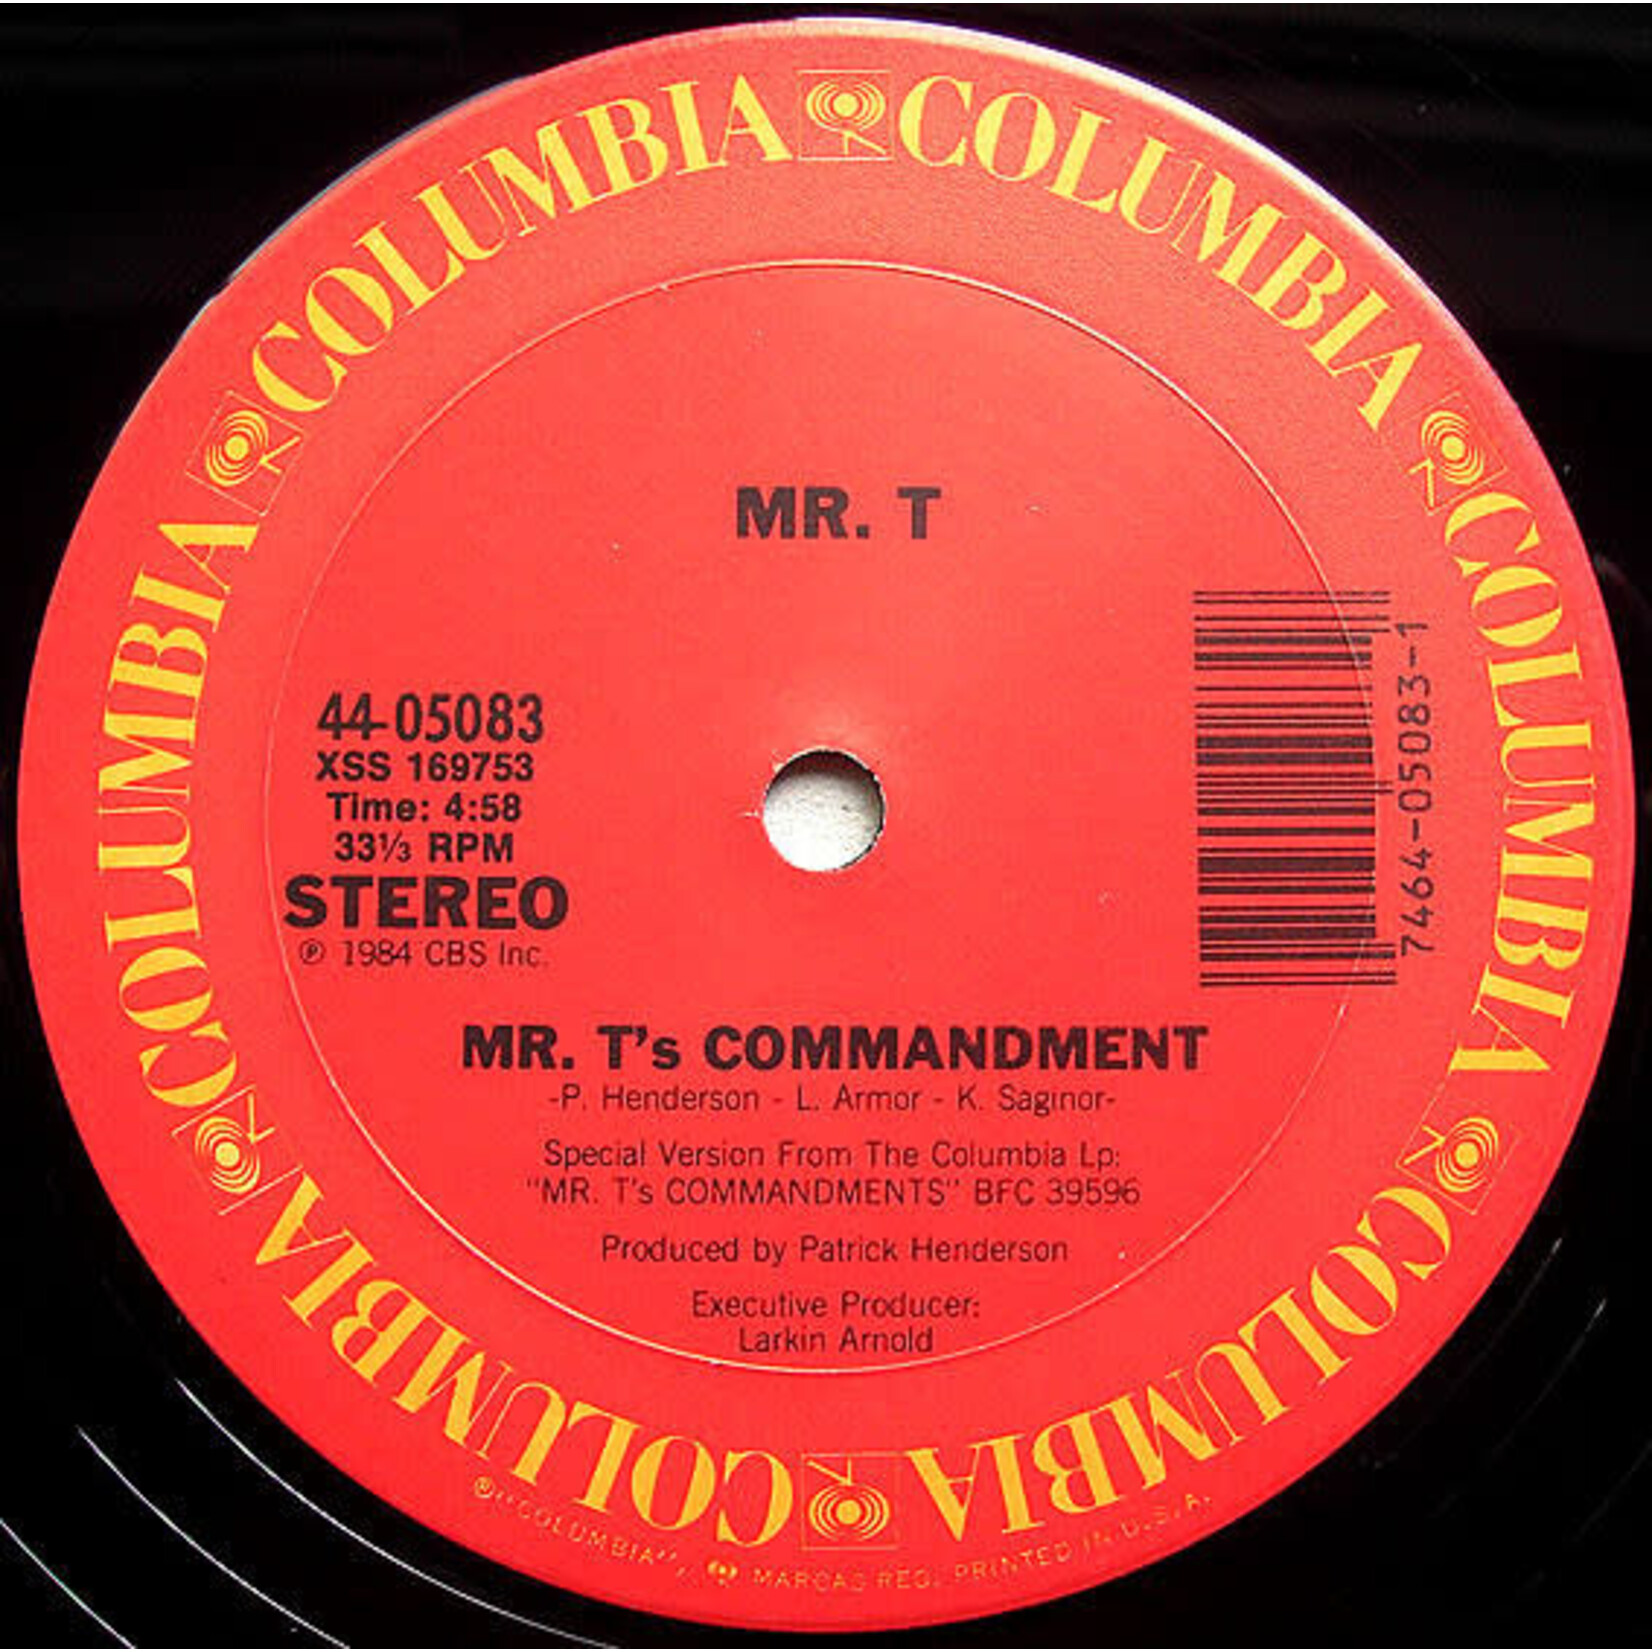 COLUMBIA COLUMBIA COLUMBIA COLUMBIA COLUMBIA COLUMBIA
MR. T
44-05083
XSS 169753
Time: 4:58
33⅓ RPM
STEREO
℗ 1984 CBS Inc.
7464-05083-1
MR. T's COMMANDMENT
-P. Henderson - L. Armor - K. Saginor-
Special Version From The Columbia Lp:
"MR. T's COMMANDMENTS" BFC 39596
Produced by Patrick Henderson
Executive Producer:
Larkin Arnold
® "COLUMBIA", MARCAS REG. PRINTED IN U.S.A.